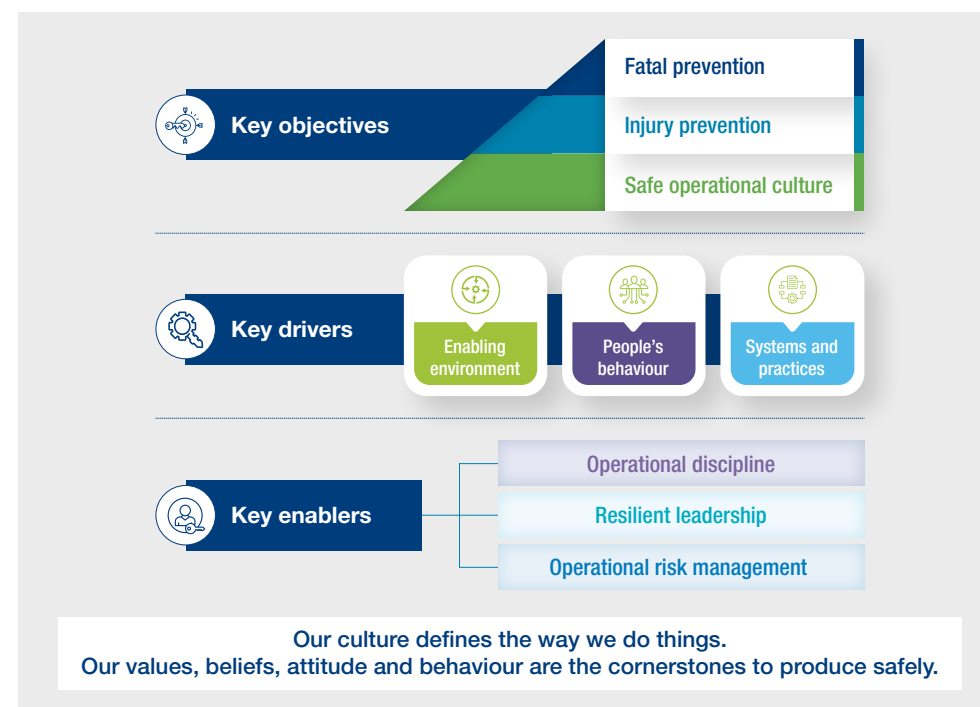 Key objectives
Fatal prevention
Injury prevention
Safe operational culture
Key drivers
Enabling
environment
People's
behaviour
Systems and
practices
Key enablers
Operational discipline
Resilient leadership
Operational risk management
Our culture defines the way we do things.
Our values, beliefs, attitude and behaviour are the cornerstones to produce safely.